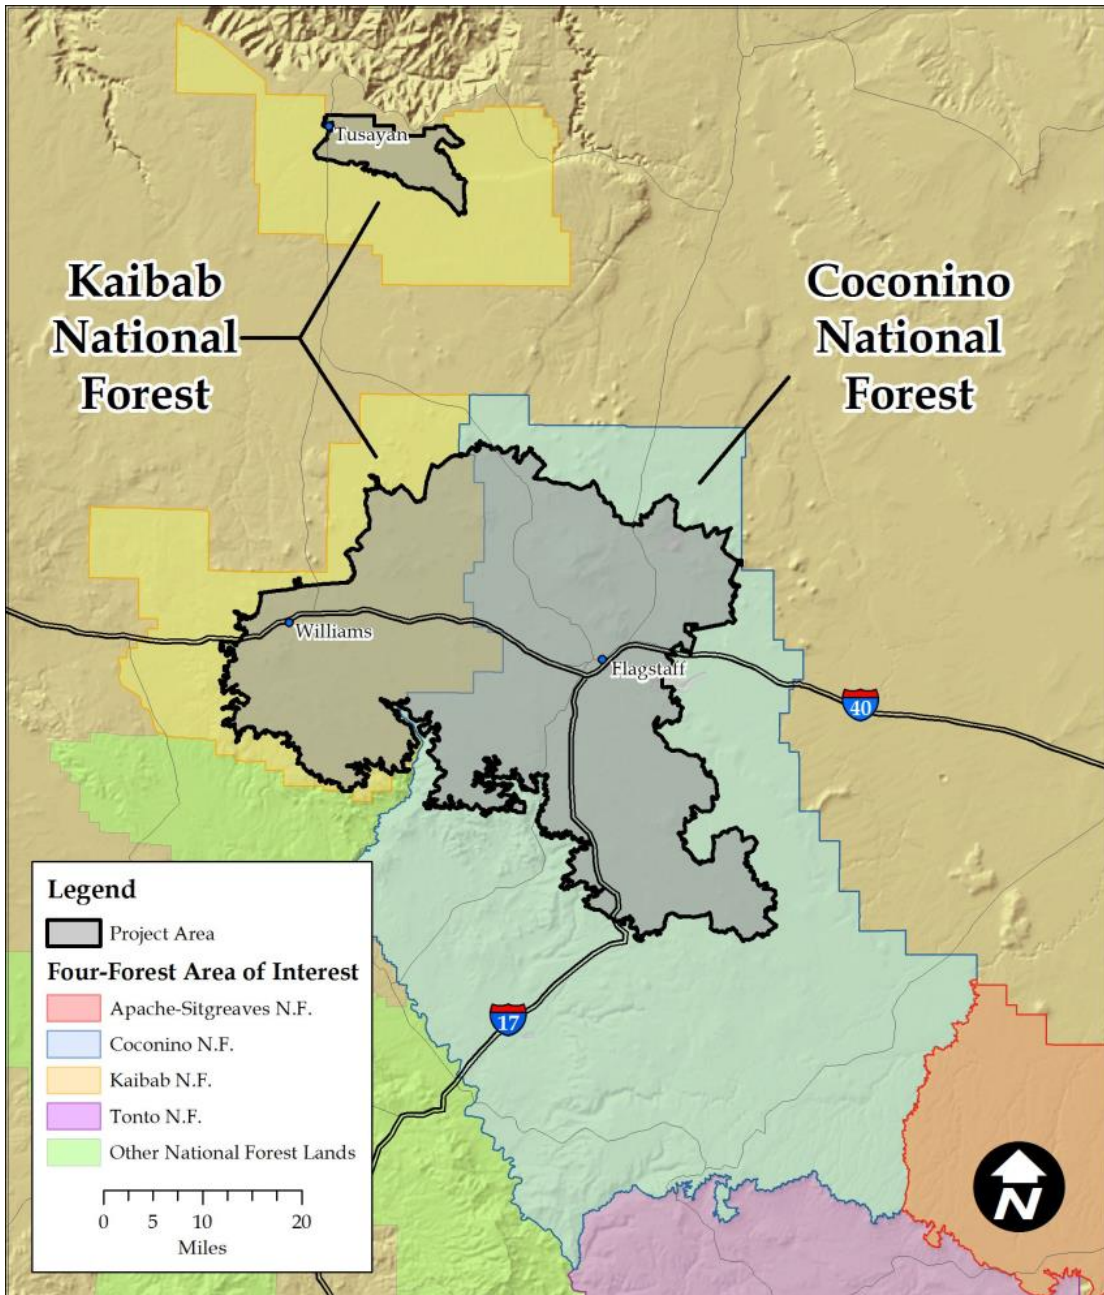 Tusayan
Kaibab
National
Forest
Coconino
National
Forest
Williams
Flagstaff
40
17
Legend
Project Area
Four-Forest Area of Interest
Apache-Sitgreaves N.F.
Coconino N.F.
Kaibab N.F.
Tonto N.F.
Other National Forest Lands
0 5 10 20
Miles
N